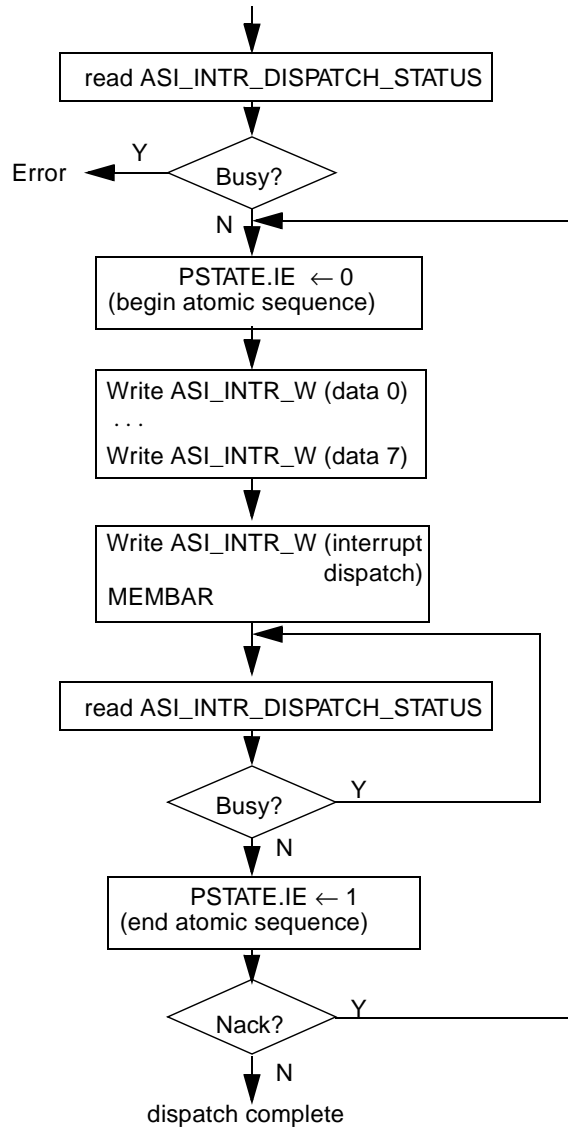 read ASI_INTR_DISPATCH_STATUS
Y
Error
Busy?
N
PSTATE.IE ← 0
(begin atomic sequence)
Write ASI_INTR_W (data 0)
. . .
Write ASI_INTR_W (data 7)
Write ASI_INTR_W (interrupt
dispatch)
MEMBAR
read ASI_INTR_DISPATCH_STATUS
Y
Busy?
N
PSTATE.IE ← 1
(end atomic sequence)
Y
Nack?
N
dispatch complete